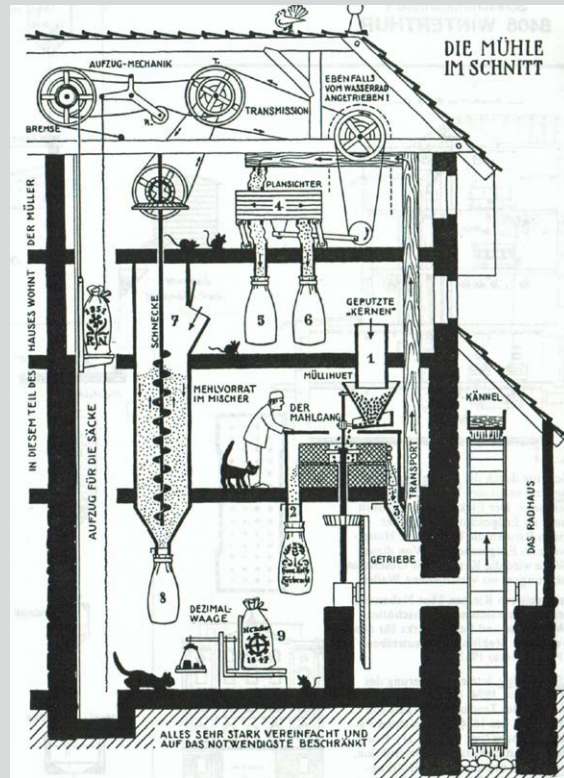 DIE MÜHLE
IM SCHNITT
AUFZUG-MECHANIK
T.
EBENFALLS
VOM WASSERRAD
ANGETRIEBEN!
TRANSMISSION
BREMSE
R.
PLANSICHTER
4
IN DIESEM TEIL DES HAUSES WOHNT DER MÜLLER
SCHNECKE
7
5
6
GEPUTZTE
"KERNEN"
1
1857
R N
MÜLLIHUET
KÄNNEL
MEHLVORRAT
IM MISCHER
DER
MAHLGANG
TRANSPORT
AUFZUG FÜR DIE SÄCKE
2
3
DAS RADHAUS
GETRIEBE
8
DEZIMAL-
WAAGE
9
1847
ALLES SEHR STARK VEREINFACHT UND
AUF DAS NOTWENDIGSTE BESCHRÄNKT